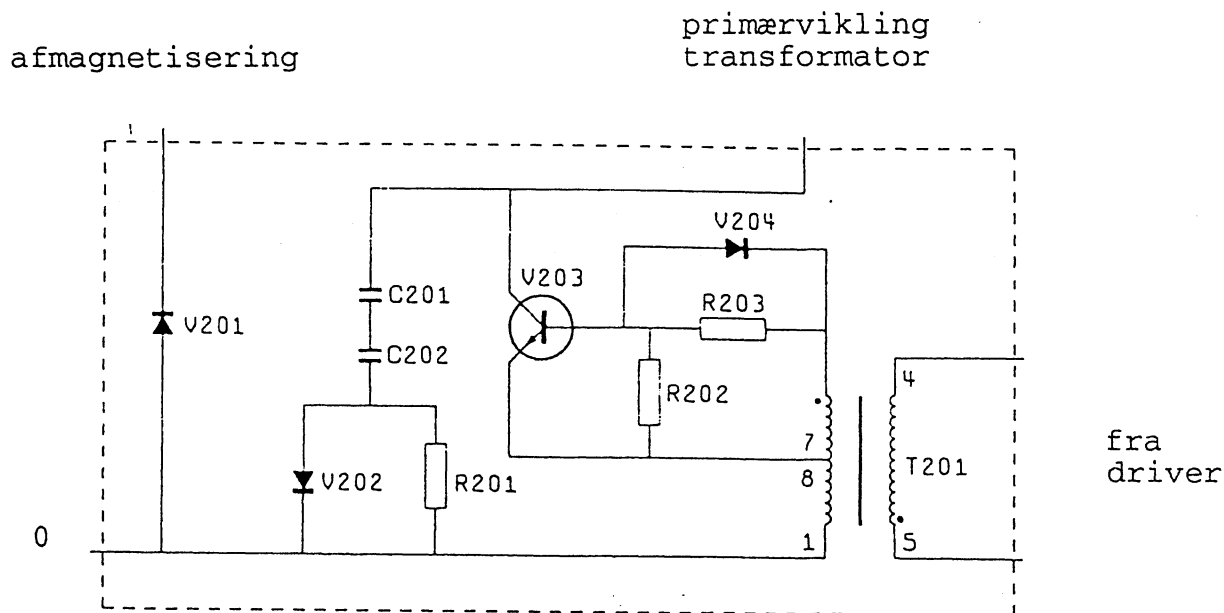 primærvikling
transformator
afmagnetisering
V204
V203
R203
C201
V201
C202
R202
4
7
fra
driver
8
T201
V202
R201
0
1
5